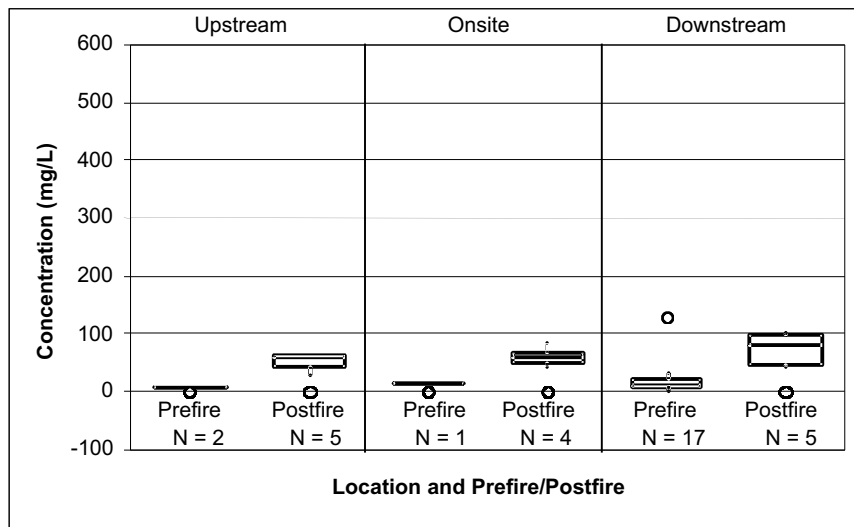 Upstream Onsite Downstream
600
500
400
300
200
100
0
-100
Concentration (mg/L)
Prefire Postfire Prefire Postfire Prefire Postfire
N = 2 N = 5 N = 1 N = 4 N = 17 N = 5
Location and Prefire/Postfire